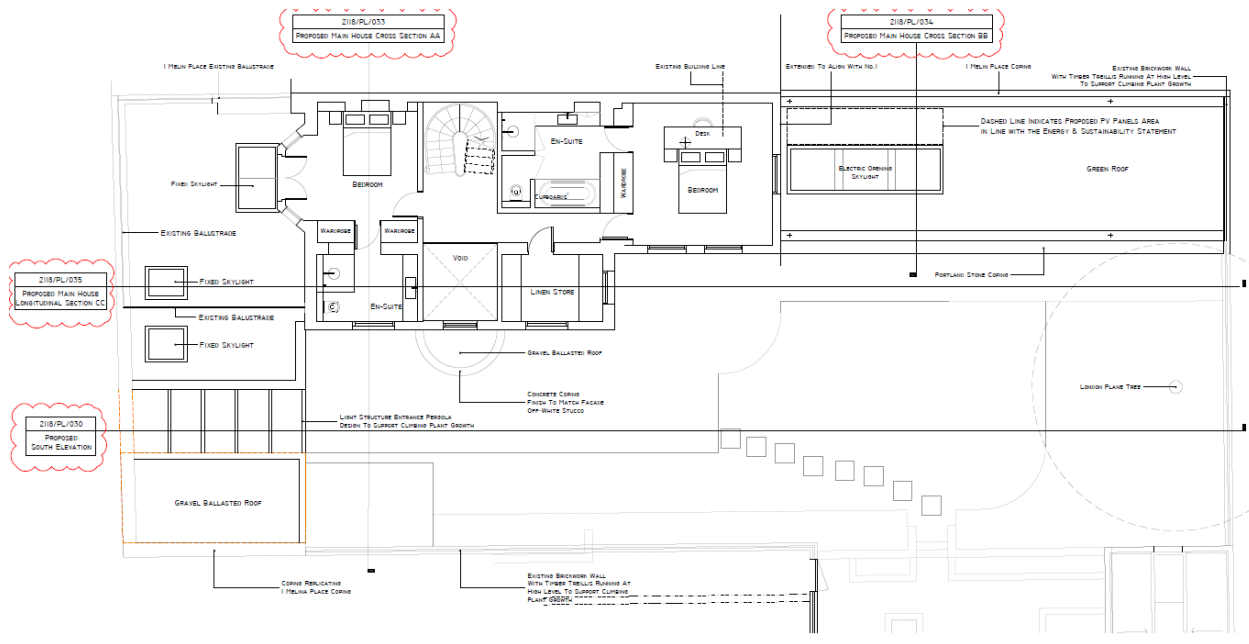 2118/PL/033
Proposed Main House Cross Section AA
2118/PL/034
Proposed Main House Cross Section BB
1 Melin Place Existing Balustrade
Existing Building Line
Extended To Align With No.1
1 Melin Place Coping
Existing Brickwork Wall
With Timber Treillis Running At High Level
To Support Climbing Plant Growth
Dashed Line Indicates Proposed PV Panels Area
in Line with the Energy & Sustainability Statement
Desk
En-Suite
Electric Opening
Skylight
Green Roof
Fixed Skylight
Bedroom
Cupboards
Wardrobe
Bedroom
Existing Balustrade
Wardrobe
Wardrobe
Void
2118/PL/035
Proposed Main House
Longitudinal Section CC
Fixed Skylight
Portland Stone Coping
En-Suite
Linen Store
Existing Balustrade
Fixed Skylight
Gravel Ballasted Roof
London Plane Tree
Concrete Coping
Finish To Match Facade
Off-White Stucco
2118/PL/030
Proposed
South Elevation
Light Structure Entrance Pergola
Design To Support Climbing Plant Growth
Gravel Ballasted Roof
Coping Replicating
1 Melina Place Coping
Existing Brickwork Wall
With Timber Treillis Running At
High Level To Support Climbing
Plant Growth